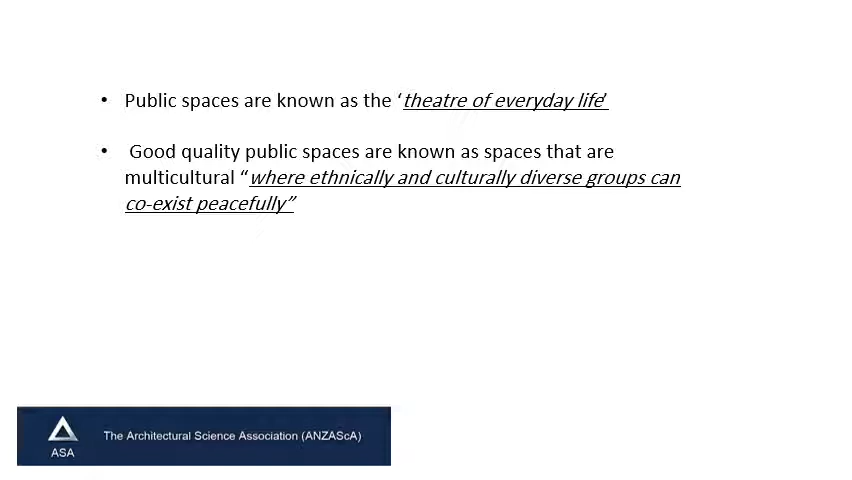 • Public spaces are known as the ‘theatre of everyday life’
• Good quality public spaces are known as spaces that are
multicultural “where ethnically and culturally diverse groups can
co-exist peacefully”
The Architectural Science Association (ANZAScA)
ASA